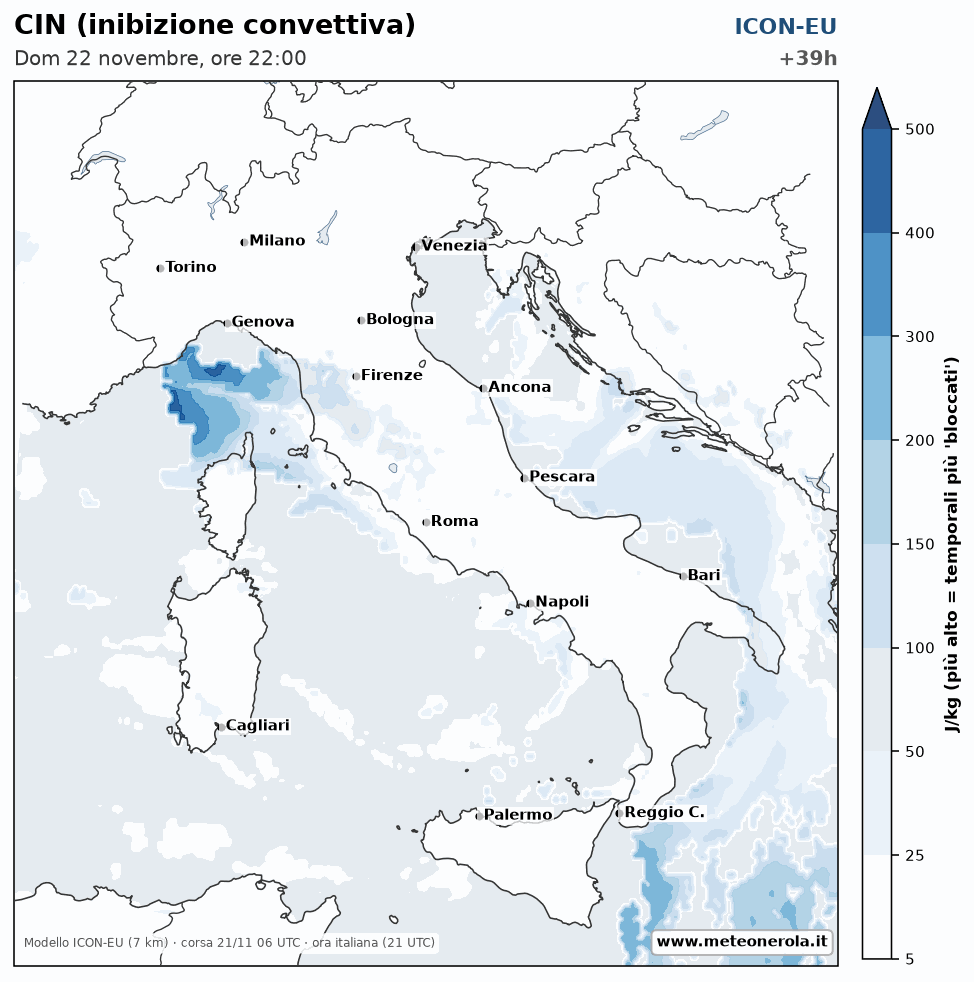 CIN (inibizione convettiva)
ICON-EU
Dom 22 novembre, ore 22:00
+39h
Milano
Venezia
Torino
Genova
Bologna
Firenze
Ancona
Pescara
Roma
Bari
Napoli
Cagliari
Palermo
Reggio C.
Modello ICON-EU (7 km) · corsa 21/11 06 UTC · ora italiana (21 UTC)
www.meteonerola.it
500
400
300
200
150
100
50
25
5
J/kg (più alto = temporali più 'bloccati')